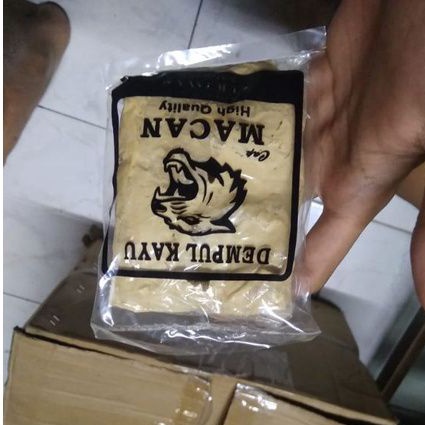 DEMPUL KAYU
Cap
MACAN
High Quality